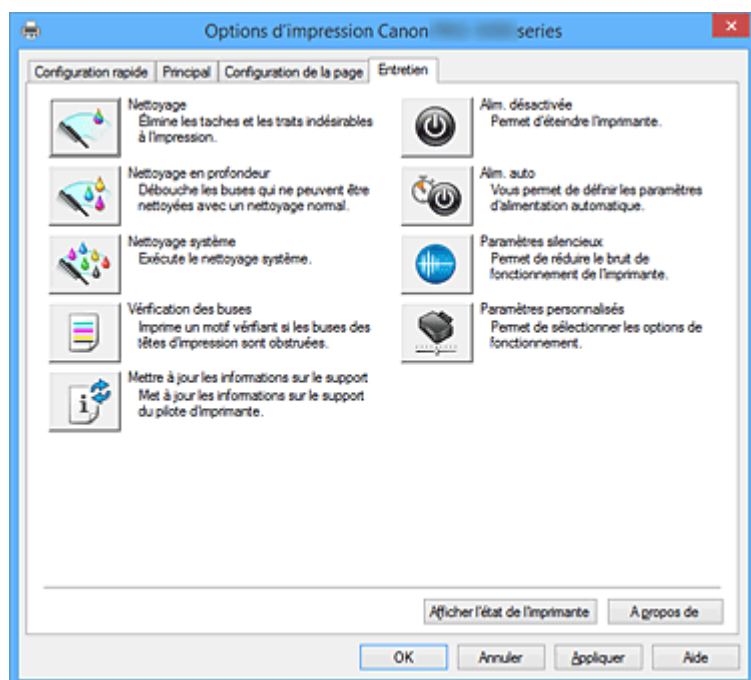 Options d'impression Canon series
Configuration rapide Principal Configuration de la page Entretien
Nettoyage
Élimine les taches et les traits indésirables
à l'impression.
Nettoyage en profondeur
Débouche les buses qui ne peuvent être
nettoyées avec un nettoyage normal.
Nettoyage système
Exécute le nettoyage système.
Vérification des buses
Imprime un motif vérifiant si les buses des
têtes d'impression sont obstruées.
Mettre à jour les informations sur le support
Met à jour les informations sur le support
du pilote d'imprimante.
Alim. désactivée
Permet d'éteindre l'imprimante.
Alim. auto
Vous permet de définir les paramètres
d'alimentation automatique.
Paramètres silencieux
Permet de réduire le bruit de
fonctionnement de l'imprimante.
Paramètres personnalisés
Permet de sélectionner les options de
fonctionnement.
Afficher l'état de l'imprimante A propos de
OK Annuler Appliquer Aide